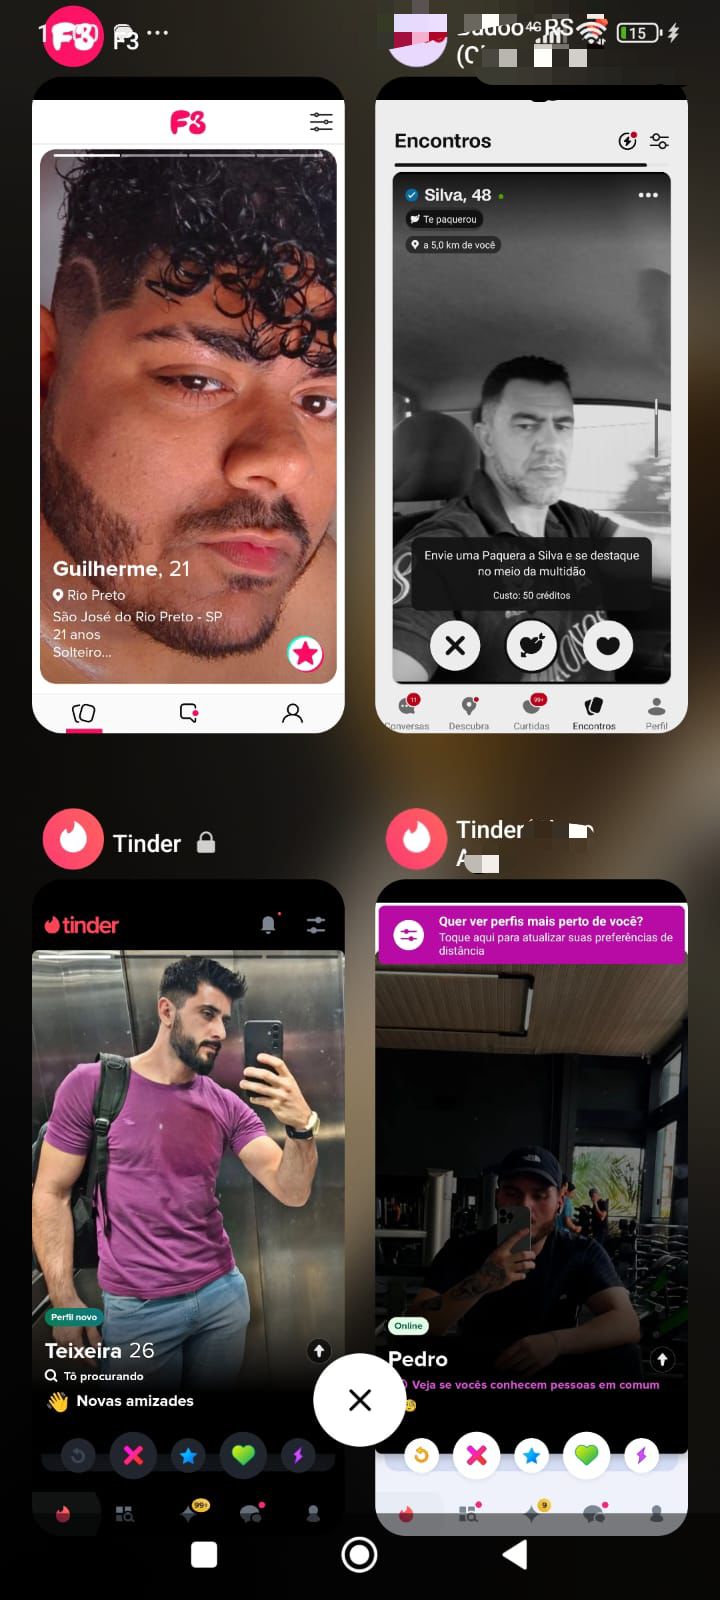 F3
F3 ...
4G
15
F3
Guilherme, 21
Rio Preto
São José do Rio Preto - SP
21 anos
Solteiro...
Encontros
Silva, 48
Te paquerou
a 5,0 km de você
Envie uma Paquera a Silva e se destaque
no meio da multidão
Custo: 50 créditos
11
99+
Conversas
Descubra
Curtidas
Encontros
Perfil
Tinder
tinder
Perfil novo
Teixeira 26
Tô procurando
Novas amizades
99+
Tinder
Quer ver perfis mais perto de você?
Toque aqui para atualizar suas preferências de
distância
Online
Pedro
Veja se vocês conhecem pessoas em comum
9